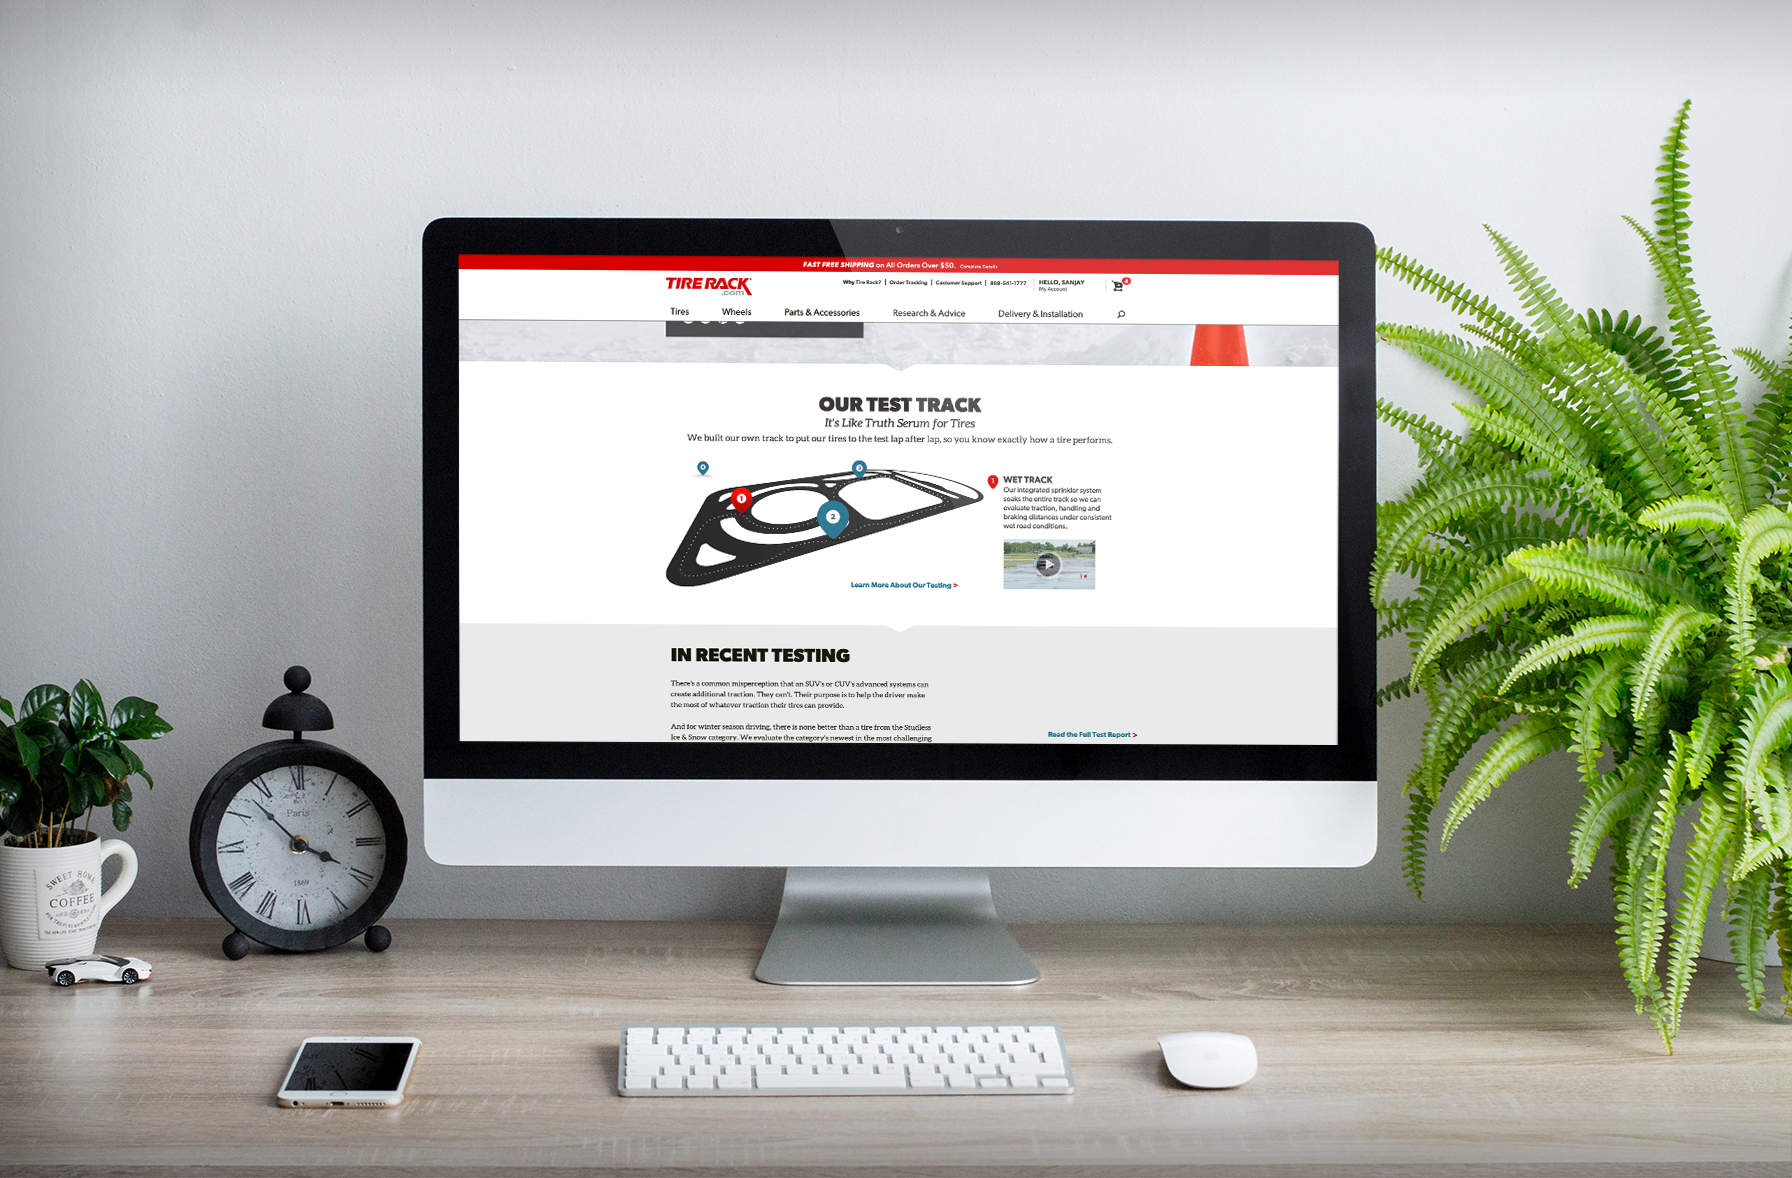 FAST FREE SHIPPING on All Orders Over $50. Complete Details
TIRE RACK
.com
Why Tire Rack? | Order Tracking | Customer Support | 888-541-1777
HELLO, SANJAY
My Account
Tires Wheels Parts & Accessories Research & Advice Delivery & Installation
OUR TEST TRACK
It's Like Truth Serum for Tires
We built our own track to put our tires to the test lap after lap, so you know exactly how a tire performs.
1
2
3
1 WET TRACK
Our integrated sprinkler system
soaks the entire track so we can
evaluate traction, handling and
braking distances under consistent
wet road conditions.
Learn More About Our Testing >
IN RECENT TESTING
There's a common misperception that an SUV's or CUV's advanced systems can
create additional traction. They can't. Their purpose is to help the driver make
the most of whatever traction their tires can provide.
And for winter season driving, there is none better than a tire from the Studless
Ice & Snow category. We evaluate the category's newest in the most challenging
Read the Full Test Report >
Paris
1869
SWEET HOME
COFFEE